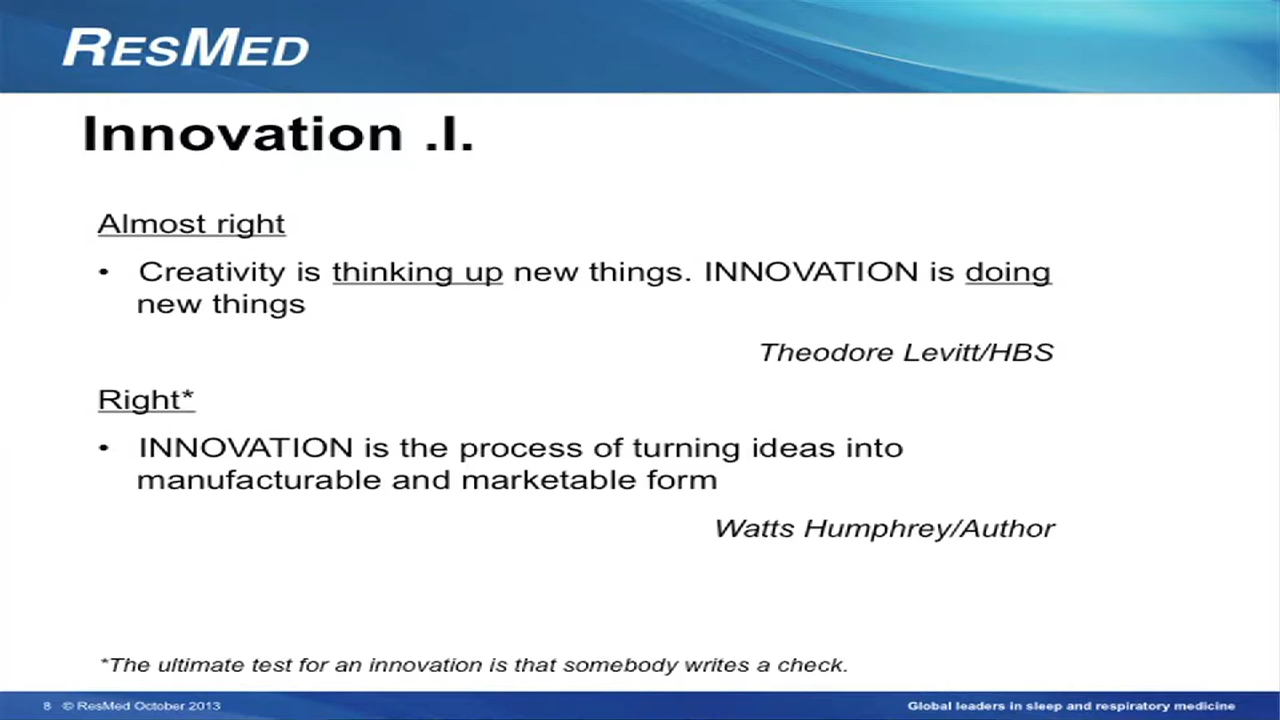 RESMED
Innovation .I.
Almost right
• Creativity is thinking up new things. INNOVATION is doing
new things
Theodore Levitt/HBS
Right*
• INNOVATION is the process of turning ideas into
manufacturable and marketable form
Watts Humphrey/Author
*The ultimate test for an innovation is that somebody writes a check.
8 © ResMed October 2013
Global leaders in sleep and respiratory medicine